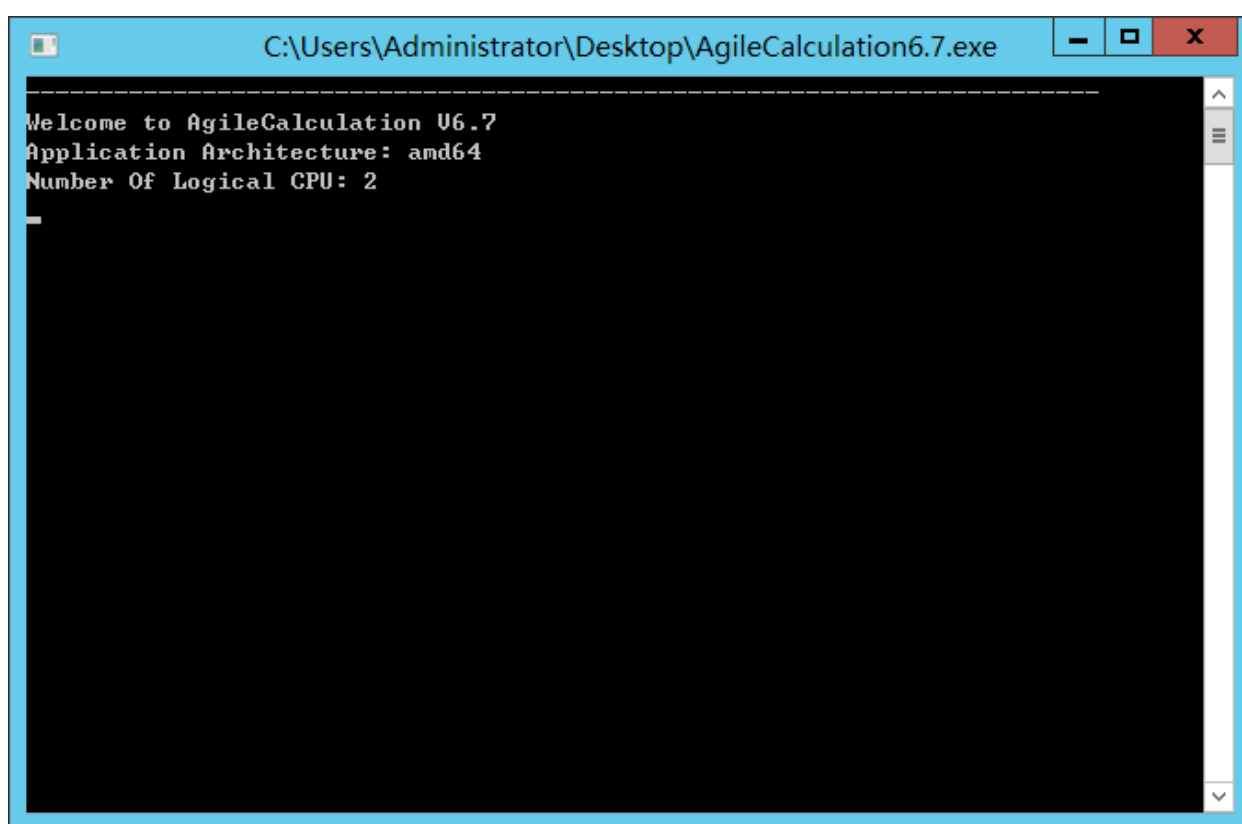 C:\Users\Administrator\Desktop\AgileCalculation6.7.exe
-------------------------------------------------------------------------
Welcome to AgileCalculation V6.7
Application Architecture: amd64
Number Of Logical CPU: 2